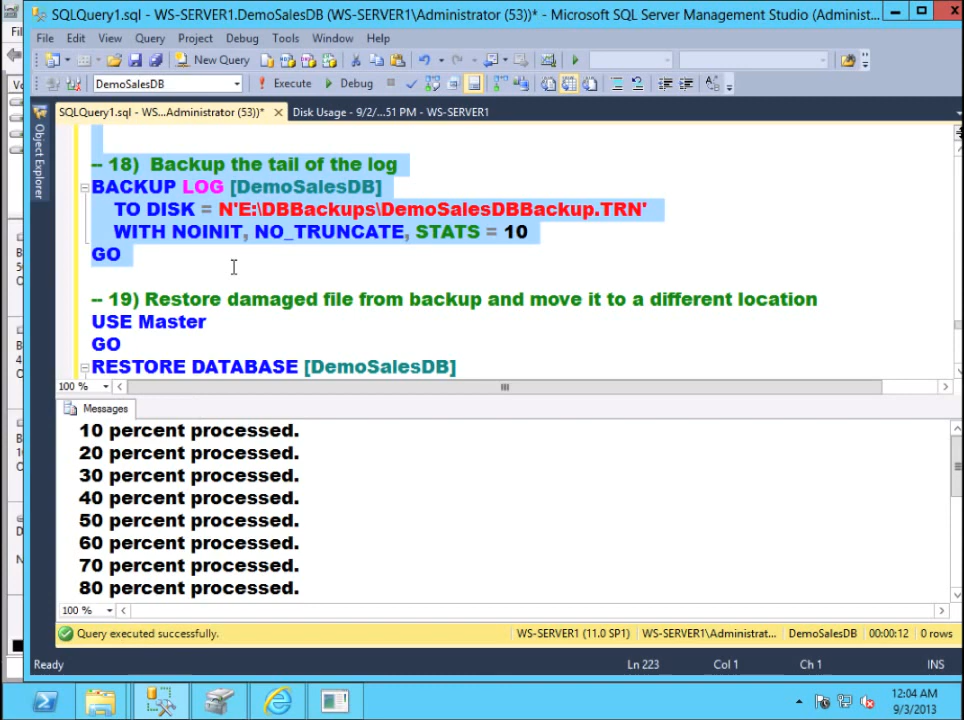 SQLQuery1.sql - WS-SERVER1.DemoSalesDB (WS-SERVER1\Administrator (53))* - Microsoft SQL Server Management Studio (Administ...
File Edit View Query Project Debug Tools Window Help
New Query
DemoSalesDB Execute Debug
SQLQuery1.sql - WS...Administrator (53))* Disk Usage - 9/2/...51 PM - WS-SERVER1
Object Explorer
-- 18) Backup the tail of the log
BACKUP LOG [DemoSalesDB]
TO DISK = N'E:\DBBackups\DemoSalesDBBackup.TRN'
WITH NOINIT, NO_TRUNCATE, STATS = 10
GO
-- 19) Restore damaged file from backup and move it to a different location
USE Master
GO
RESTORE DATABASE [DemoSalesDB]
100 %
Messages
10 percent processed.
20 percent processed.
30 percent processed.
40 percent processed.
50 percent processed.
60 percent processed.
70 percent processed.
80 percent processed.
100 %
Query executed successfully. WS-SERVER1 (11.0 SP1) WS-SERVER1\Administrat... DemoSalesDB 00:00:12 0 rows
Ready Ln 223 Col 1 Ch 1 INS
12:04 AM
9/3/2013